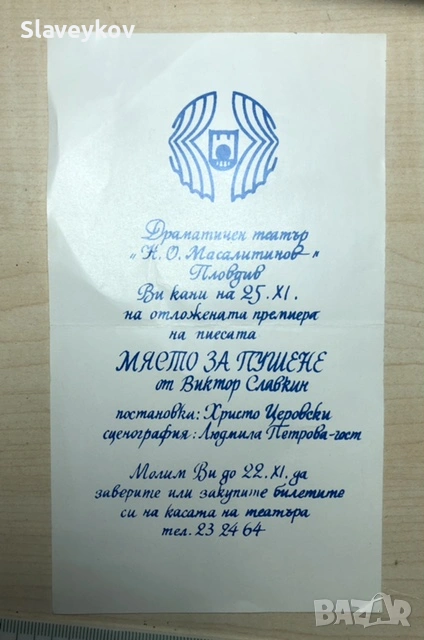 Slaveykov
Драматичен театър
„Н. О. Масалитинов"
Пловдив
Ви кани на 25.XI.
на отложената премиера
на пиесата
МЯСТО ЗА ПУШЕНЕ
от Виктор Славкин
постановка: Христо Церовски
сценография: Людмила Петрова-гост
Молим Ви до 22.XI. да
заверите или закупите билетите
си на касата на театъра
тел. 23 24 64
BAZAR
bg